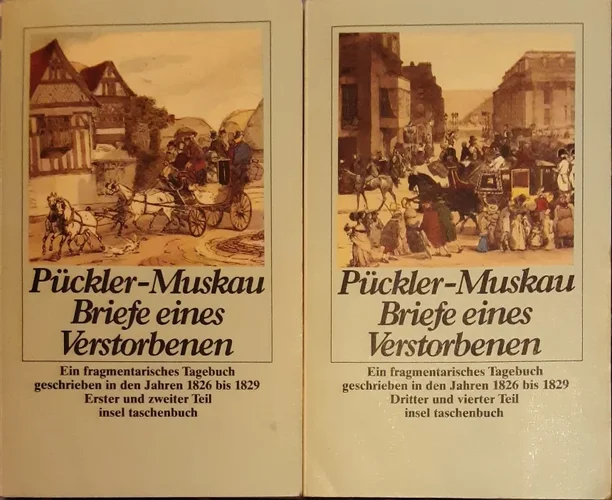 Pückler-Muskau
Briefe eines
Verstorbenen
Ein fragmentarisches Tagebuch
geschrieben in den Jahren 1826 bis 1829
Erster und zweiter Teil
insel taschenbuch
Pückler-Muskau
Briefe eines
Verstorbenen
Ein fragmentarisches Tagebuch
geschrieben in den Jahren 1826 bis 1829
Dritter und vierter Teil
insel taschenbuch